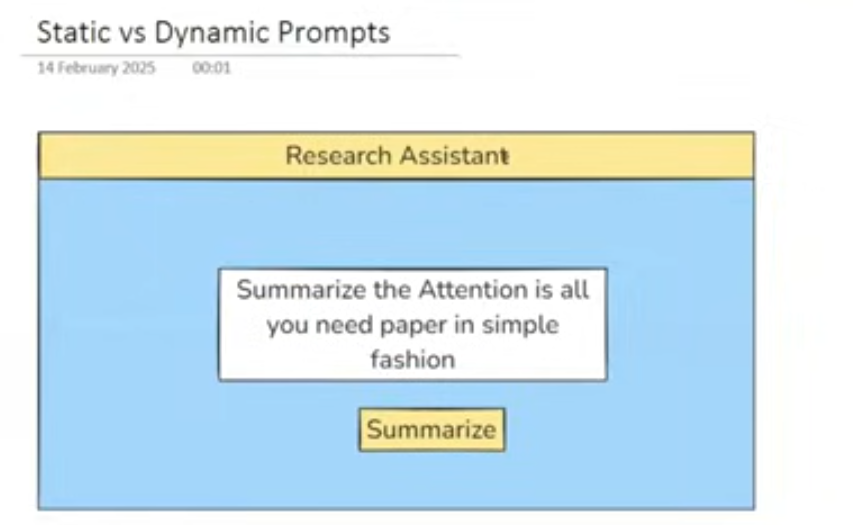 Static vs Dynamic Prompts
14 February 2025 00:01
Research Assistant
Summarize the Attention is all
you need paper in simple
fashion
Summarize